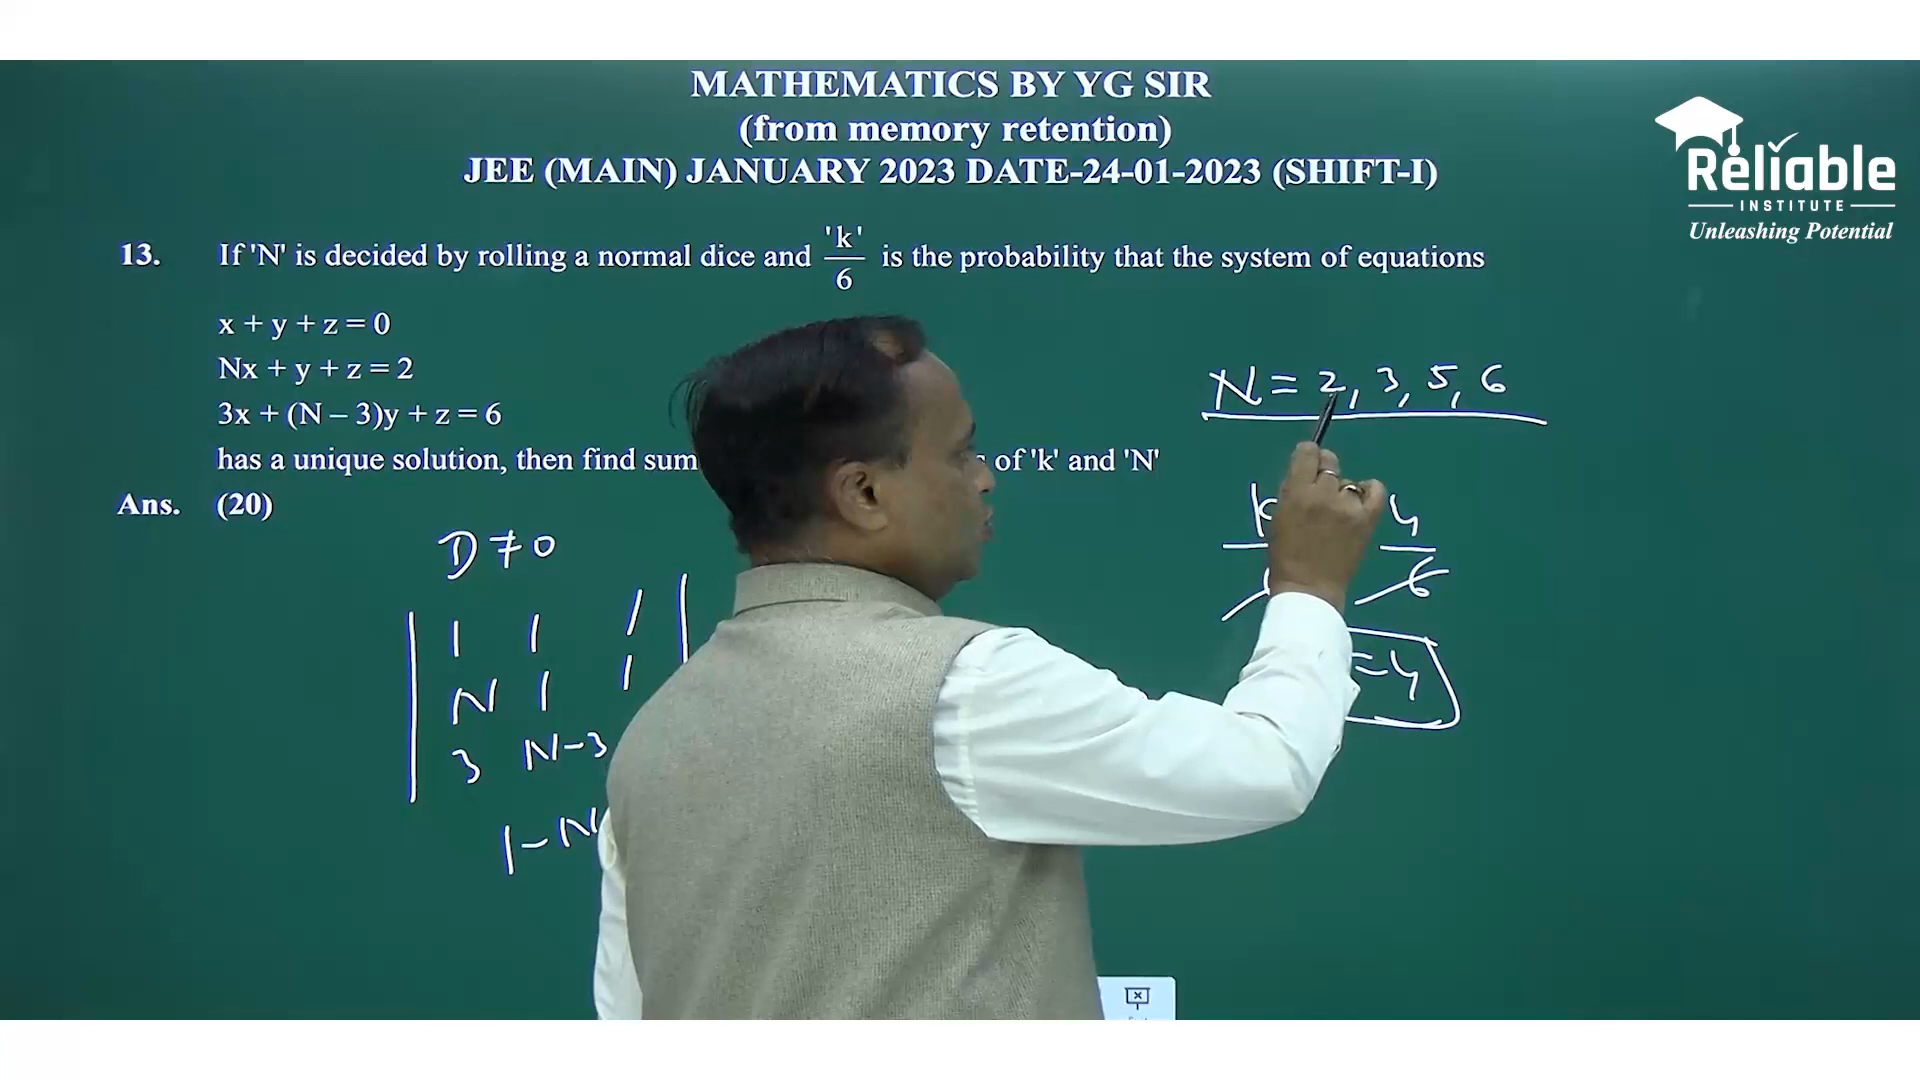 MATHEMATICS BY YG SIR
(from memory retention)
JEE (MAIN) JANUARY 2023 DATE-24-01-2023 (SHIFT-I)
Reliable
INSTITUTE
Unleashing Potential
13. If 'N' is decided by rolling a normal dice and 'k'/6 is the probability that the system of equations
x + y + z = 0
Nx + y + z = 2
3x + (N – 3)y + z = 6
has a unique solution, then find sum of 'k' and 'N'
Ans. (20)
D ≠ 0
1 1 1
N 1 1
3 N-3
1-N
N = 2, 3, 5, 6
k 4
6
=4